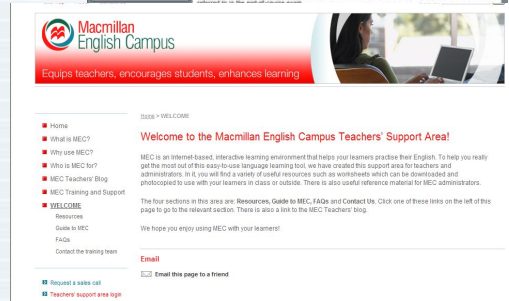 referred to in the end of course exam
Macmillan
English Campus
Equips teachers, encourages students, enhances learning
Home > WELCOME
Home
What is MEC?
Why use MEC?
Who is MEC for?
MEC Teachers' Blog
MEC Training and Support
WELCOME
Resources
Guide to MEC
FAQs
Contact the training team
Request a sales call
Teachers' support area login
Welcome to the Macmillan English Campus Teachers' Support Area!
MEC is an Internet-based, interactive learning environment that helps your learners practise their English. To help you really
get the most out of this easy-to-use language learning tool, we have created this support area for teachers and
administrators. In it, you will find a variety of useful resources such as worksheets which can be downloaded and
photocopied to use with your learners in class or outside. There is also useful reference material for MEC administrators.
The four sections in this area are: Resources, Guide to MEC, FAQs and Contact Us. Click one of these links on the left of this
page to go to the relevant section. There is also a link to the MEC Teachers' blog.
We hope you enjoy using MEC with your learners!
Email
Email this page to a friend